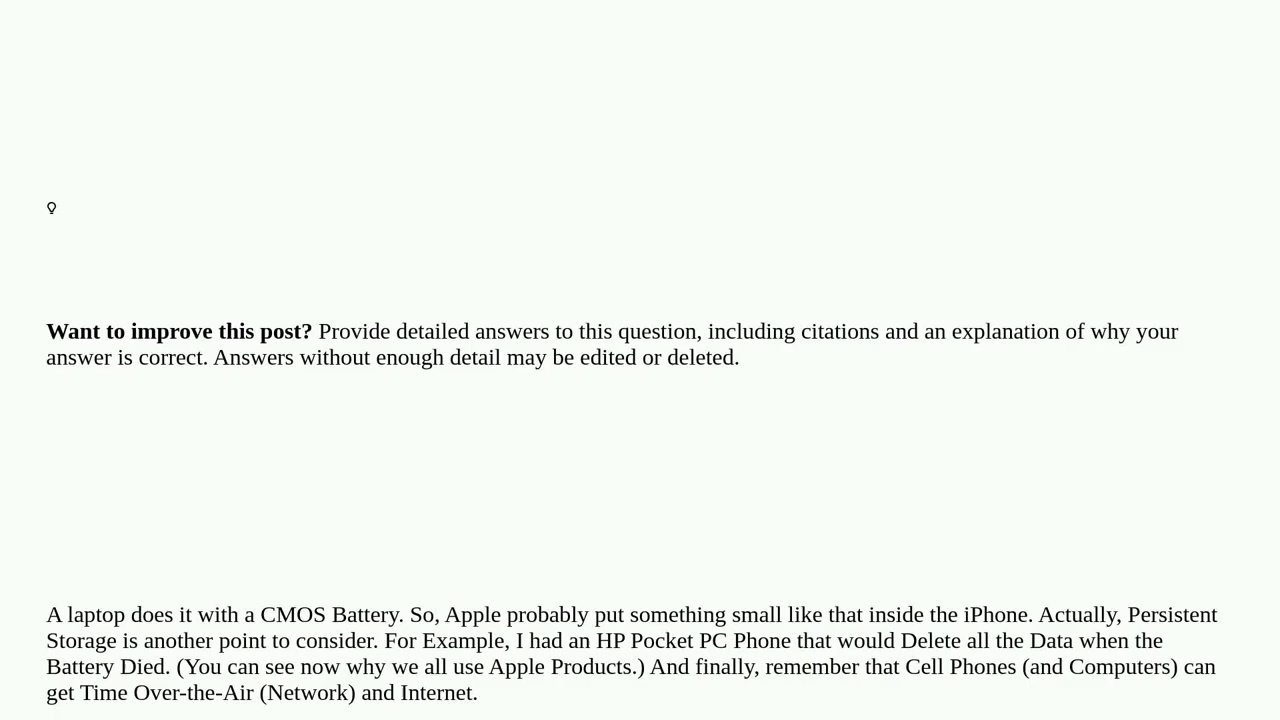 Want to improve this post? Provide detailed answers to this question, including citations and an explanation of why your
answer is correct. Answers without enough detail may be edited or deleted.
A laptop does it with a CMOS Battery. So, Apple probably put something small like that inside the iPhone. Actually, Persistent
Storage is another point to consider. For Example, I had an HP Pocket PC Phone that would Delete all the Data when the
Battery Died. (You can see now why we all use Apple Products.) And finally, remember that Cell Phones (and Computers) can
get Time Over-the-Air (Network) and Internet.